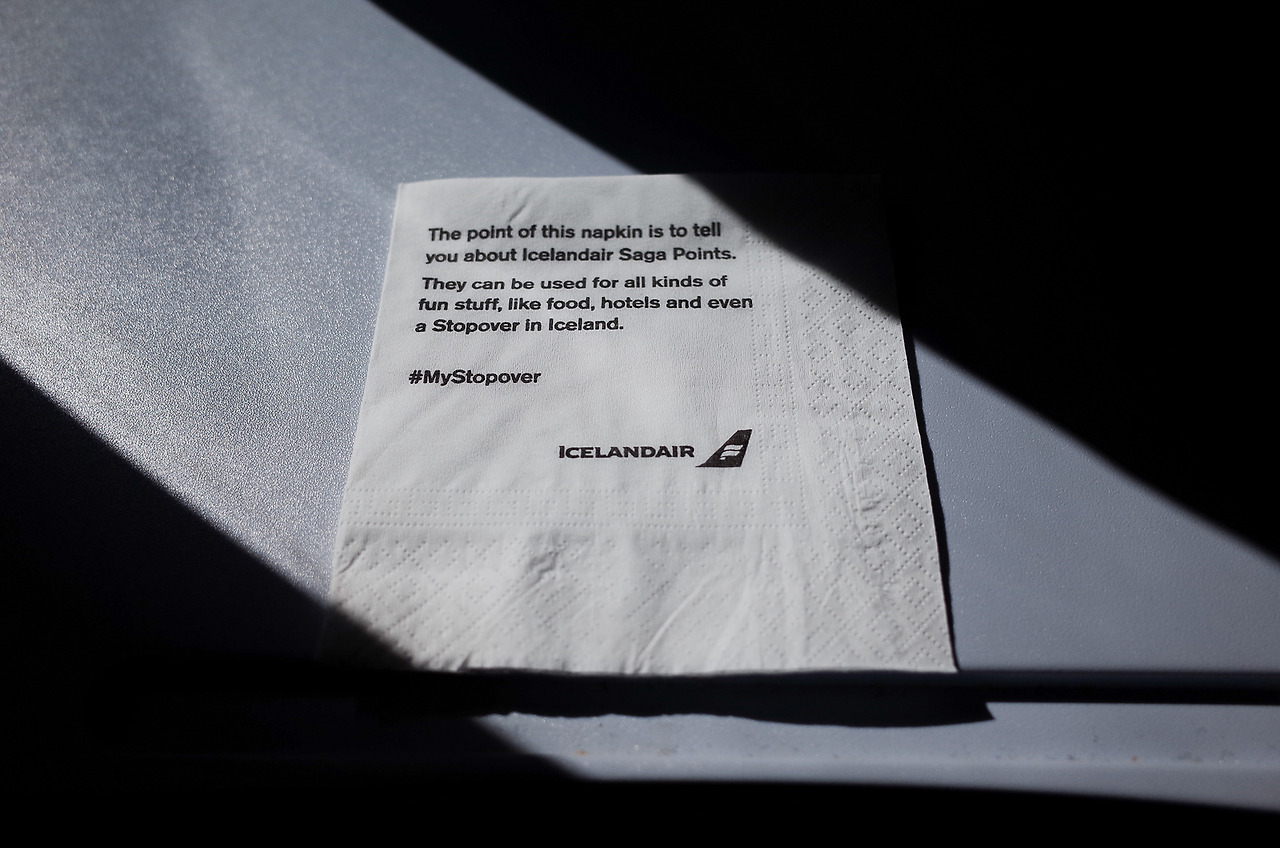 The point of this napkin is to tell
you about Icelandair Saga Points.
They can be used for all kinds of
fun stuff, like food, hotels and even
a Stopover in Iceland.
#MyStopover
ICELANDAIR